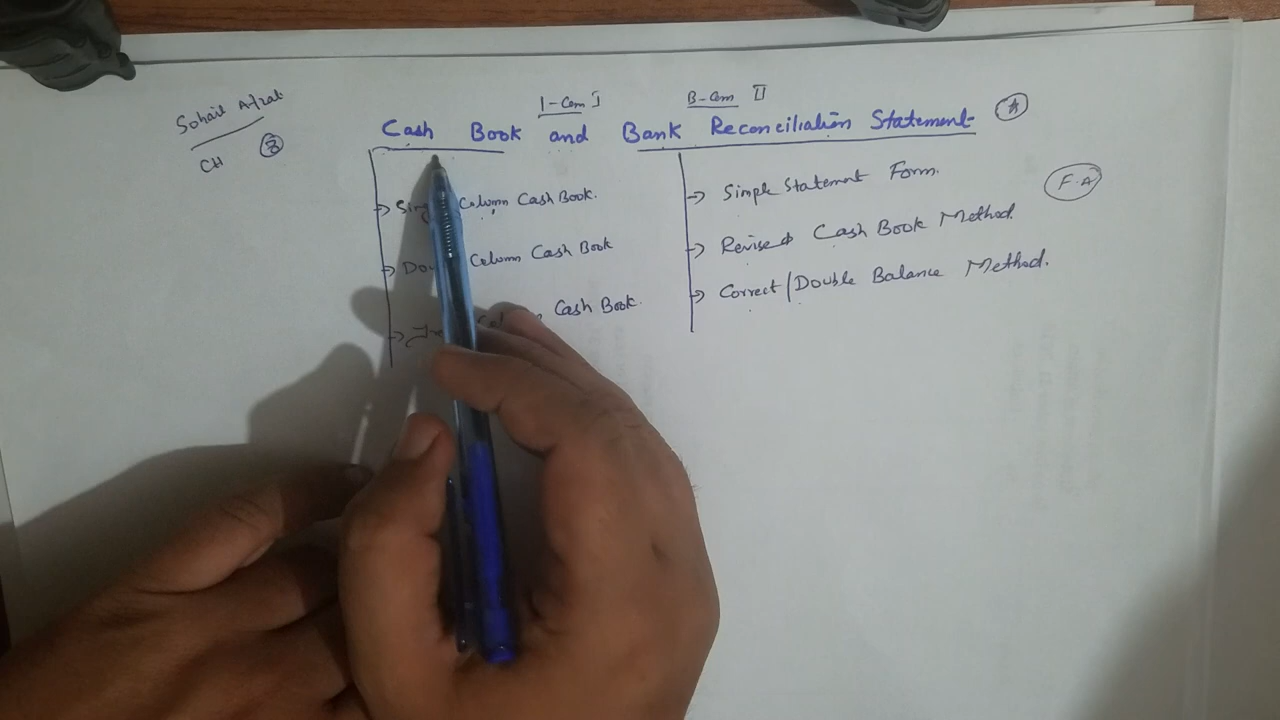 Sohail Afzal
CH 3
I-Com I
B-Com II
Cash Book and Bank Reconciliation Statement A
→ Column Cash Book.
→ Column Cash Book
→ Cash Book.
→ Simple Statement Form.
→ Revised Cash Book Method.
→ Correct/Double Balance Method.
F.A